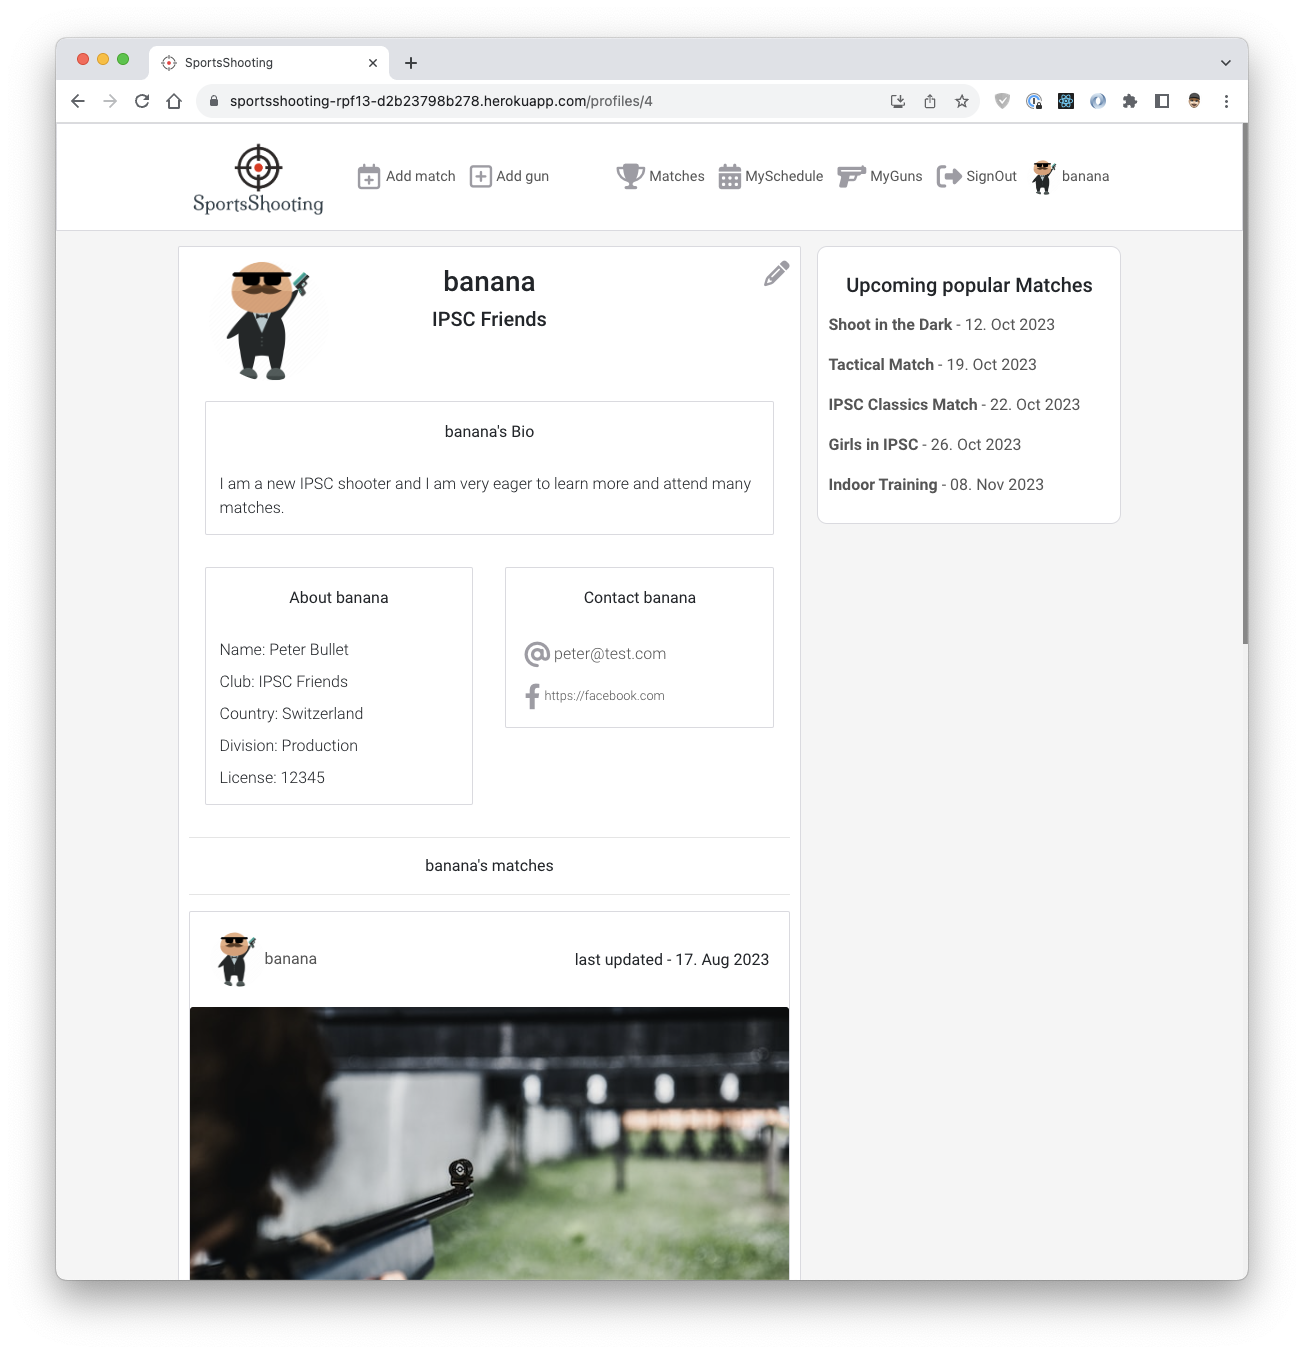 SportsShooting
sportsshooting-rpf13-d2b23798b278.herokuapp.com/profiles/4
SportsShooting
Add match
Add gun
Matches
MySchedule
MyGuns
SignOut
banana
banana
IPSC Friends
banana's Bio
I am a new IPSC shooter and I am very eager to learn more and attend many
matches.
About banana
Name: Peter Bullet
Club: IPSC Friends
Country: Switzerland
Division: Production
License: 12345
Contact banana
peter@test.com
https://facebook.com
banana's matches
banana
last updated - 17. Aug 2023
Upcoming popular Matches
Shoot in the Dark - 12. Oct 2023
Tactical Match - 19. Oct 2023
IPSC Classics Match - 22. Oct 2023
Girls in IPSC - 26. Oct 2023
Indoor Training - 08. Nov 2023